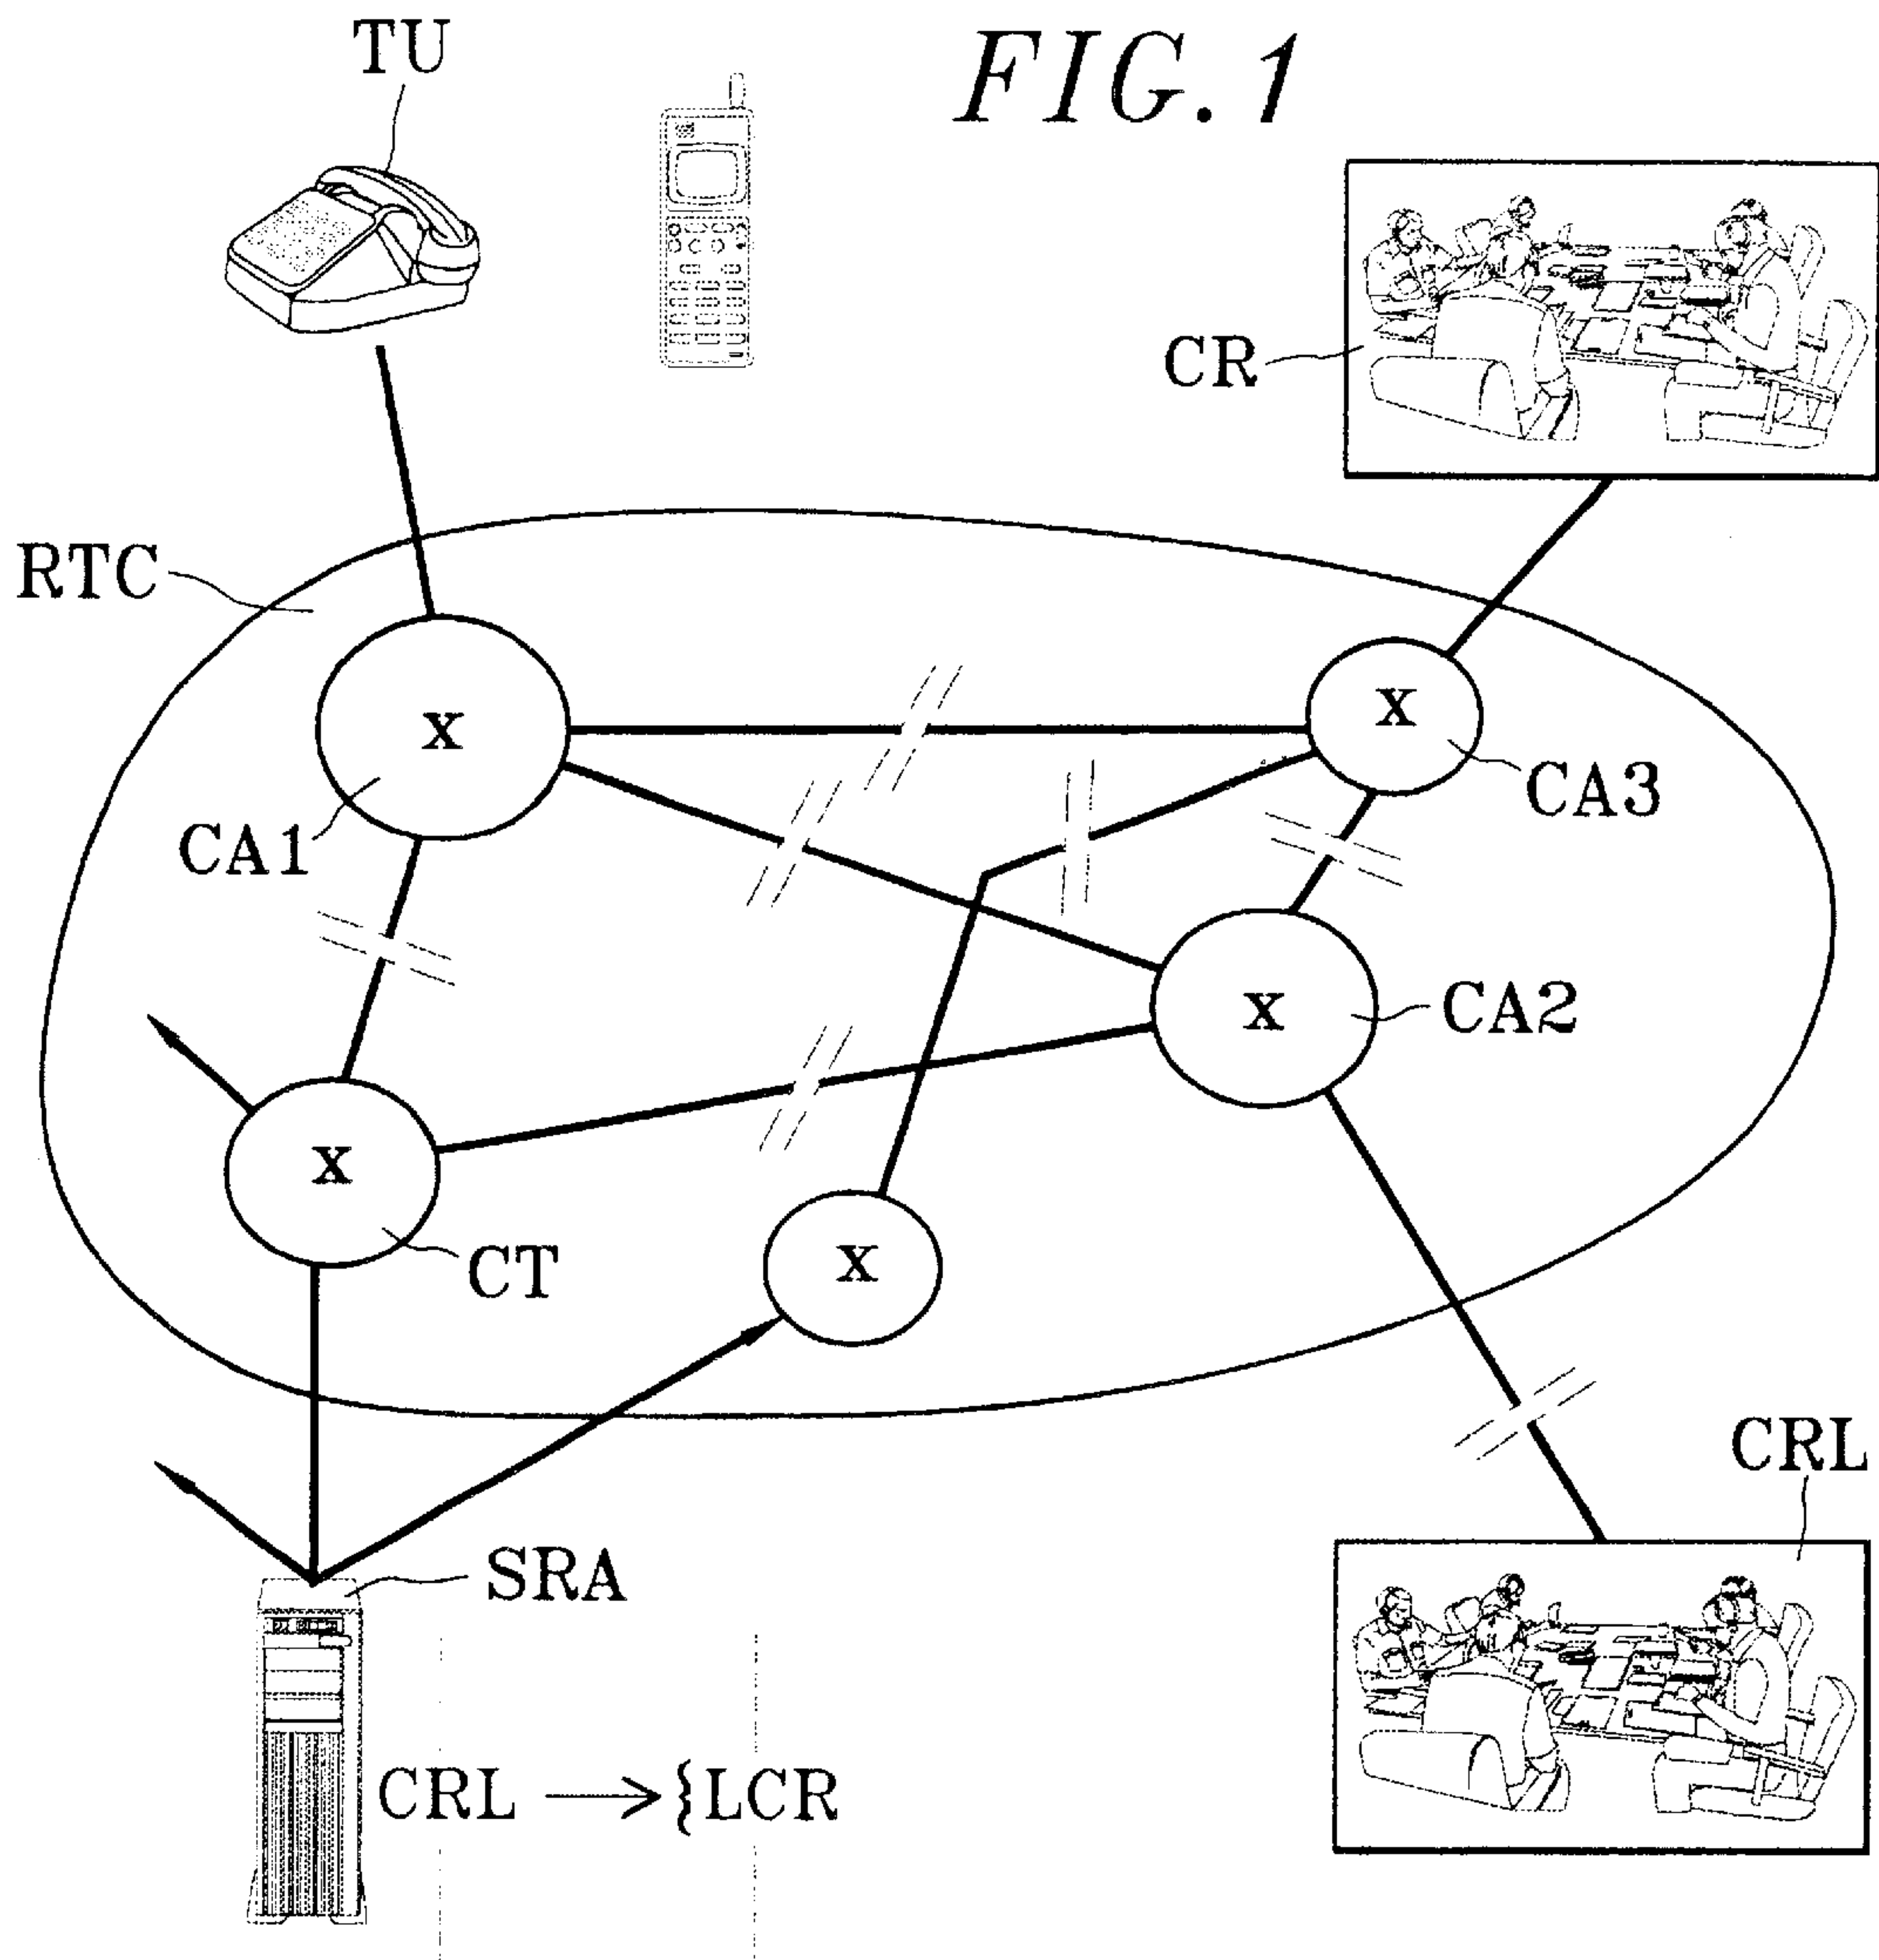 TU
FIG. 1
CR
RTC
X
X
CA3
CA1
X
CA2
X
CT
X
CRL
SRA
CRL → {LCR